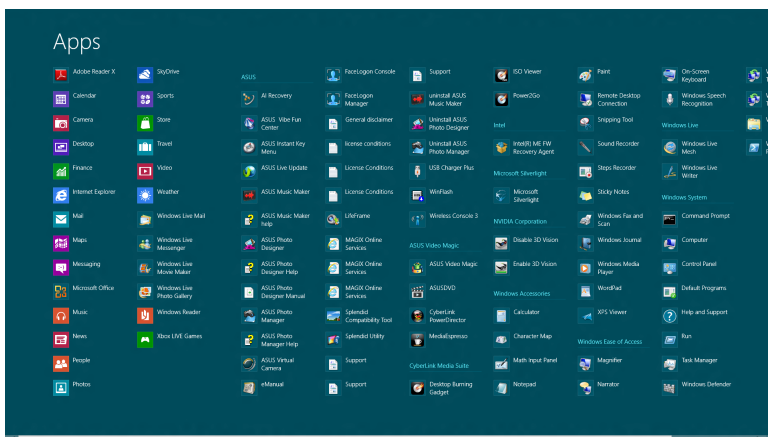 Apps
Adobe Reader X
Calendar
Camera
Desktop
Finance
Internet Explorer
Mail
Maps
Messaging
Microsoft Office
Music
News
People
Photos
SkyDrive
Sports
Store
Travel
Video
Weather
Windows Live Mail
Windows Live
Messenger
Windows Live
Movie Maker
Windows Live
Photo Gallery
Windows Reader
Xbox LIVE Games
ASUS
AI Recovery
ASUS Vibe Fun
Center
ASUS Instant Key
Menu
ASUS Live Update
ASUS Music Maker
ASUS Music Maker
help
ASUS Photo
Designer
ASUS Photo
Designer Help
ASUS Photo
Designer Manual
ASUS Photo
Manager
ASUS Photo
Manager Help
ASUS Virtual
Camera
eManual
FaceLogon Console
FaceLogon
Manager
General disclaimer
license conditions
License Conditions
License Conditions
LifeFrame
MAGIX Online
Services
MAGIX Online
Services
MAGIX Online
Services
Splendid
Compatibility Tool
Splendid Utility
Support
Support
Support
uninstall ASUS
Music Maker
Uninstall ASUS
Photo Designer
Uninstall ASUS
Photo Manager
USB Charger Plus
WinFlash
Wireless Console 3
ASUS Video Magic
ASUS Video Magic
ASUSDVD
CyberLink
PowerDirector
MediaEspresso
CyberLink Media Suite
Desktop Burning
Gadget
ISO Viewer
Power2Go
Intel
Intel(R) ME FW
Recovery Agent
Microsoft Silverlight
Microsoft
Silverlight
NVIDIA Corporation
Disable 3D Vision
Enable 3D Vision
Windows Accessories
Calculator
Character Map
Math Input Panel
Notepad
Paint
Remote Desktop
Connection
Snipping Tool
Sound Recorder
Steps Recorder
Sticky Notes
Windows Fax and
Scan
Windows Journal
Windows Media
Player
WordPad
XPS Viewer
Windows Ease of Access
Magnifier
Narrator
On-Screen
Keyboard
Windows Speech
Recognition
Windows Live
Windows Live
Mesh
Windows Live
Writer
Windows System
Command Prompt
Computer
Control Panel
Default Programs
Help and Support
Run
Task Manager
Windows Defender